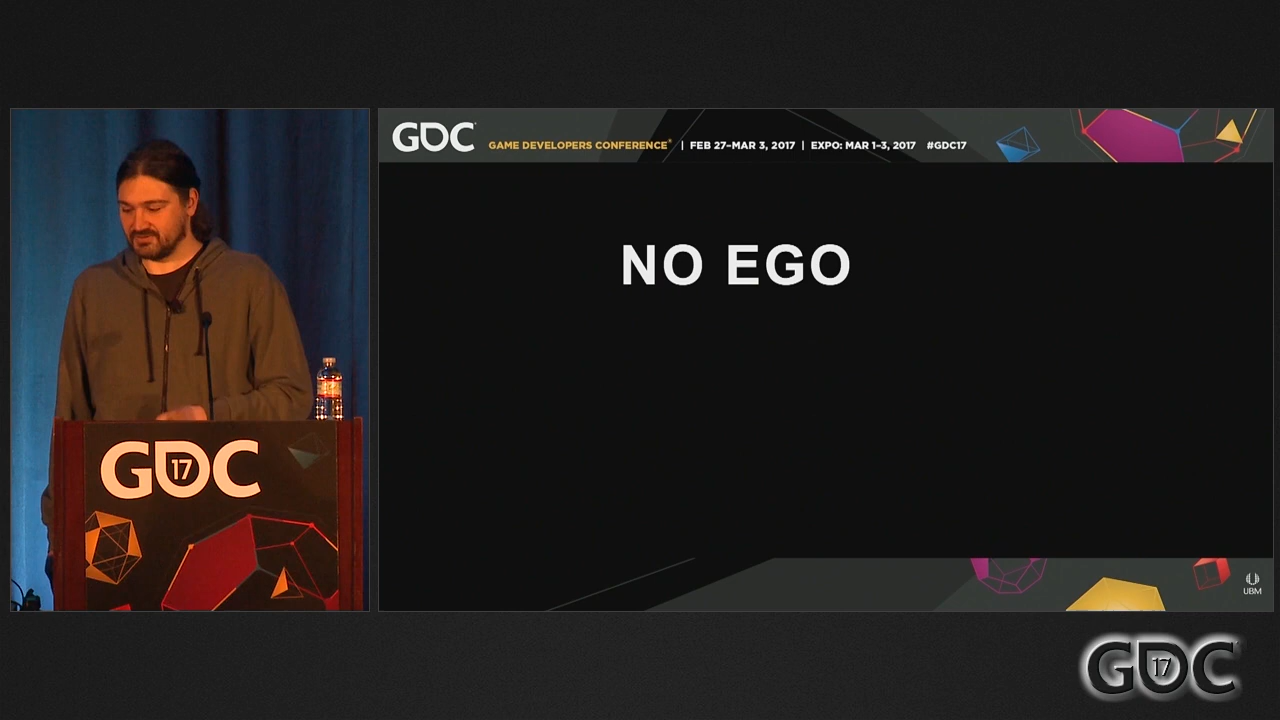 GDC
GAME DEVELOPERS CONFERENCE® | FEB 27–MAR 3, 2017 | EXPO: MAR 1–3, 2017 #GDC17
NO EGO
GDC
17
UBM
GDC
17